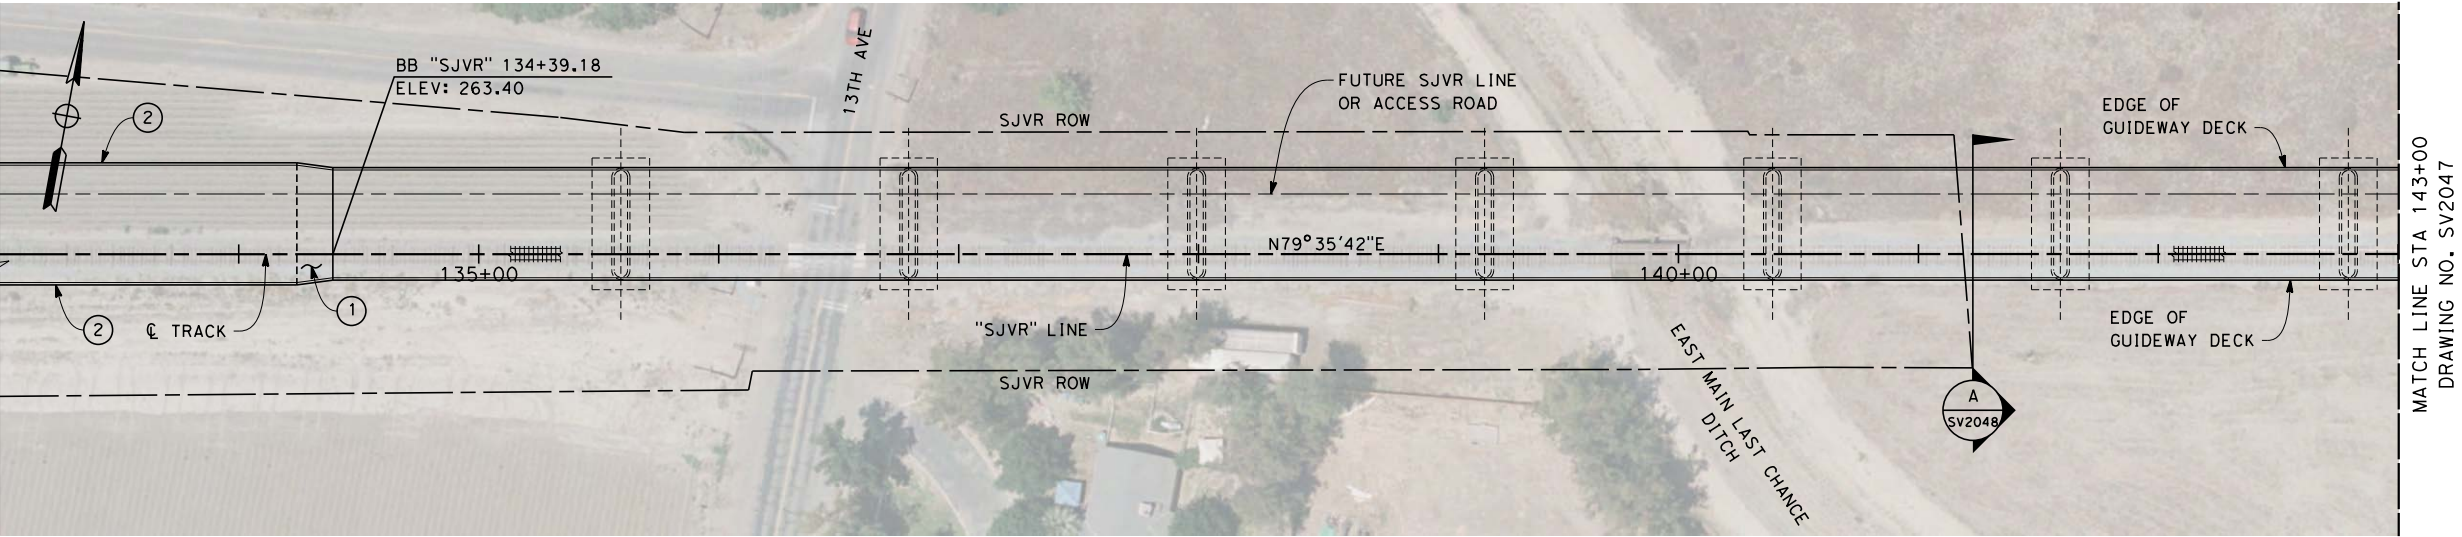 BB "SJVR" 134+39.18
ELEV: 263.40
13TH AVE
FUTURE SJVR LINE
OR ACCESS ROAD
SJVR ROW
EDGE OF
GUIDEWAY DECK
2
N79°35'42"E
135+00
140+00
1
2
℄ TRACK
"SJVR" LINE
EDGE OF
GUIDEWAY DECK
SJVR ROW
EAST MAIN LAST CHANCE
DITCH
A
SV2048
MATCH LINE STA 143+00
DRAWING NO. SV2047